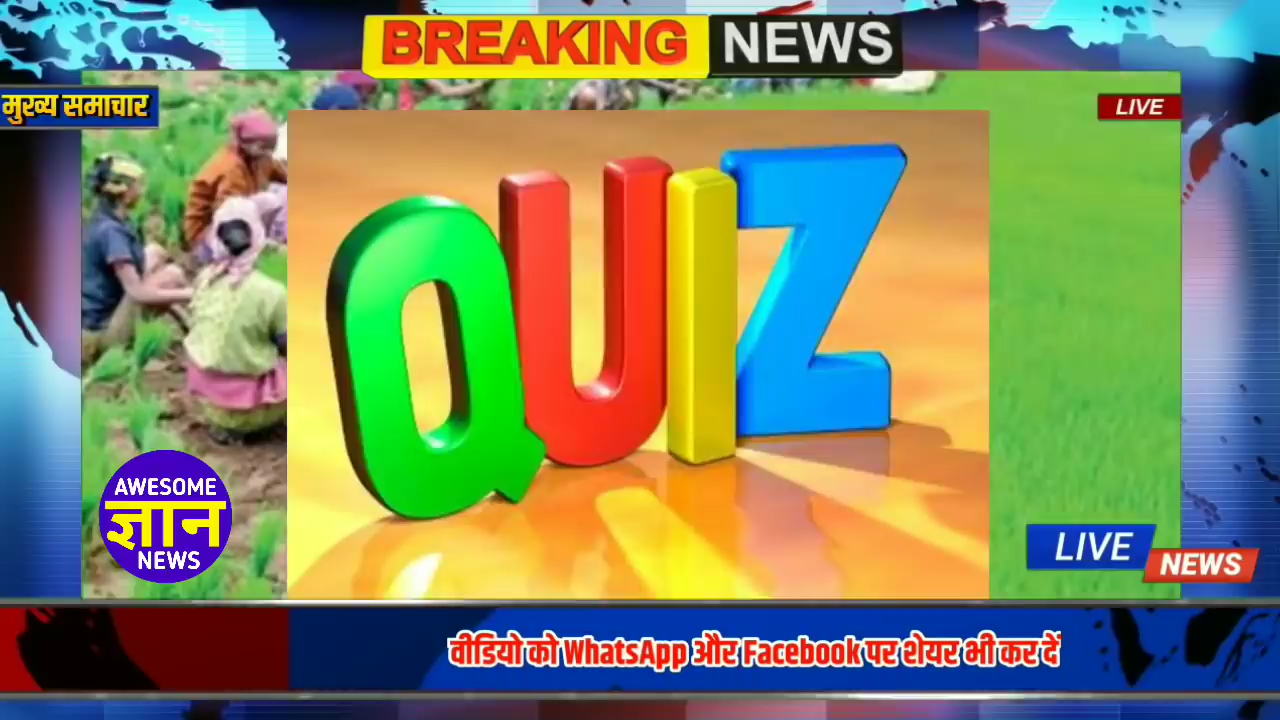 BREAKING NEWS
मुख्य समाचार
LIVE
QUIZ
AWESOME
ज्ञान
NEWS
LIVE
NEWS
वीडियो को WhatsApp और Facebook पर शेयर भी कर दें